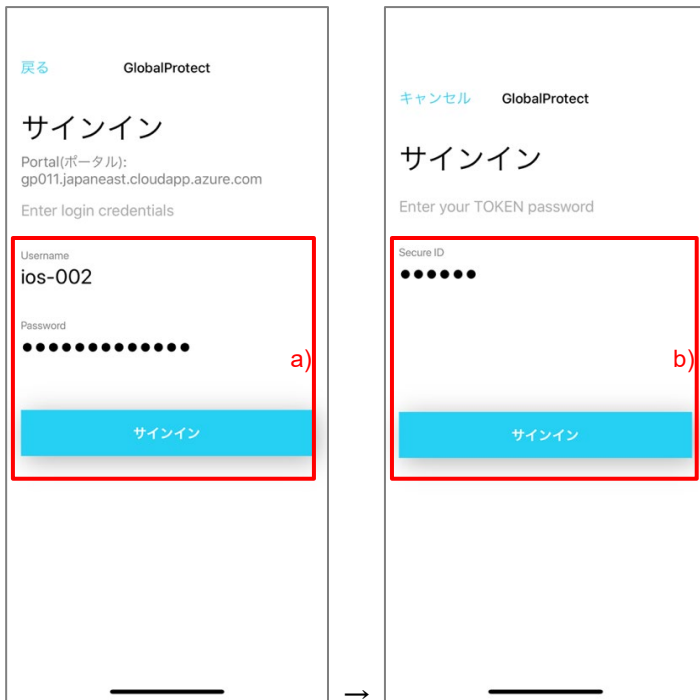 戻る GlobalProtect
サインイン
Portal(ポータル):
gp011.japaneast.cloudapp.azure.com
Enter login credentials
Username
ios-002
Password
●●●●●●●●●●●●●
a)
サインイン
→
キャンセル GlobalProtect
サインイン
Enter your TOKEN password
Secure ID
●●●●●●
b)
サインイン